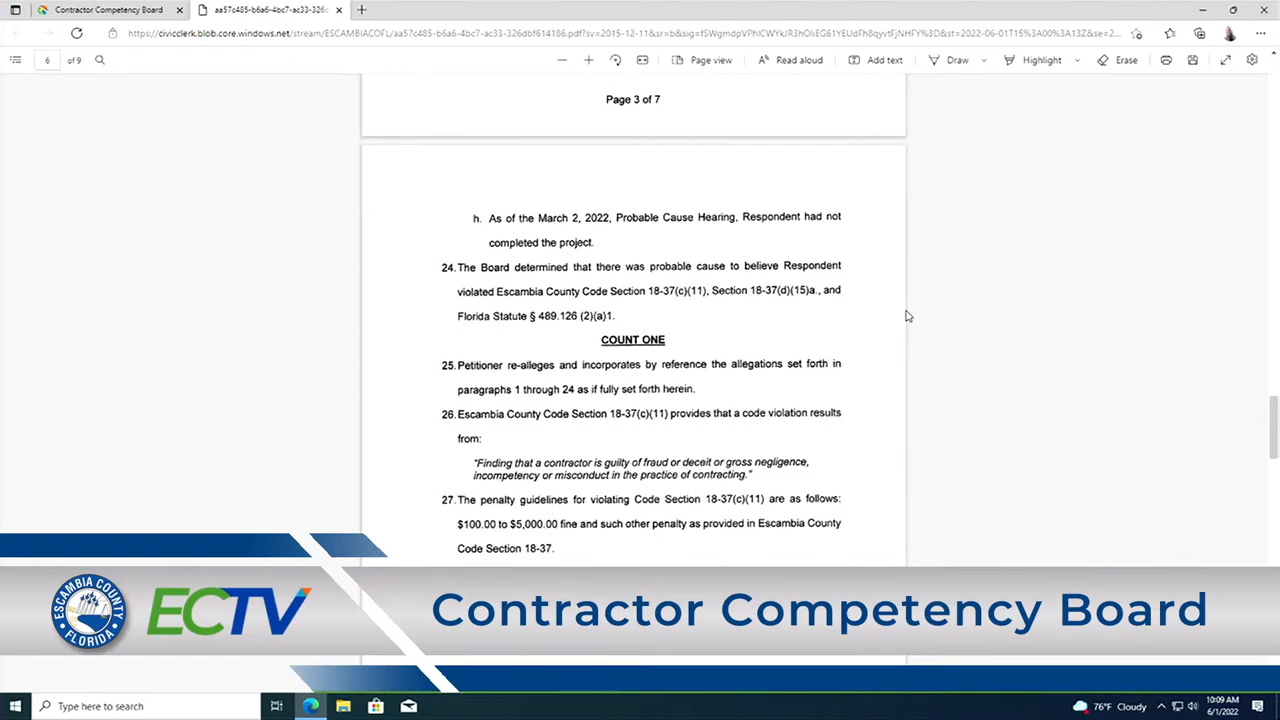 Contractor Competency Board
aa57c485-b6a6-4bc7-ac33-326
6 of 9
Page view
Read aloud
Add text
Draw
Highlight
Erase
Page 3 of 7
h. As of the March 2, 2022, Probable Cause Hearing, Respondent had not
completed the project.
24. The Board determined that there was probable cause to believe Respondent
violated Escambia County Code Section 18-37(c)(11), Section 18-37(d)(15)a., and
Florida Statute § 489.126 (2)(a)1.
COUNT ONE
25. Petitioner re-alleges and incorporates by reference the allegations set forth in
paragraphs 1 through 24 as if fully set forth herein.
26. Escambia County Code Section 18-37(c)(11) provides that a code violation results
from:
"Finding that a contractor is guilty of fraud or deceit or gross negligence,
incompetency or misconduct in the practice of contracting."
27. The penalty guidelines for violating Code Section 18-37(c)(11) are as follows:
$100.00 to $5,000.00 fine and such other penalty as provided in Escambia County
Code Section 18-37.
ESCAMBIA COUNTY
FLORIDA
ECTV
Contractor Competency Board
Type here to search
76°F Cloudy
10:09 AM
6/1/2022